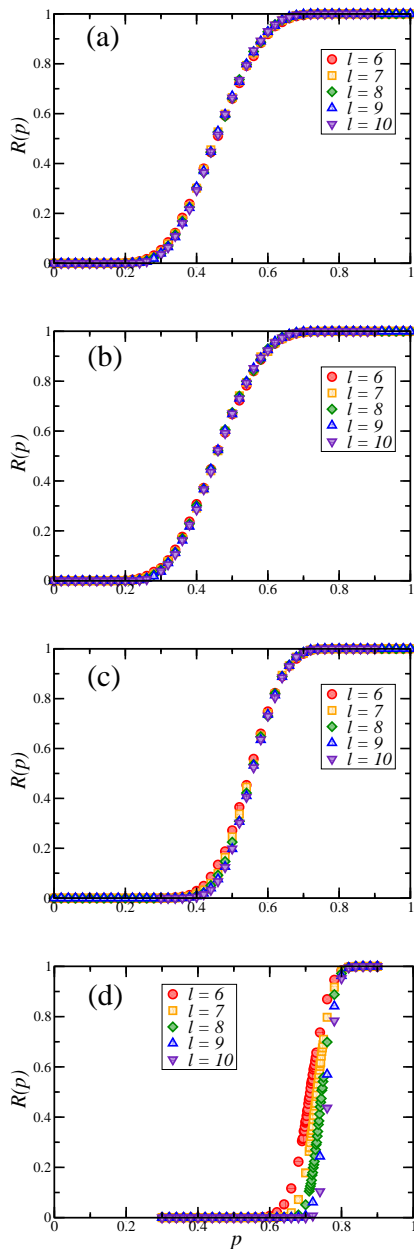 (a)
R(p)
1
0.8
0.6
0.4
0.2
0
l = 6
l = 7
l = 8
l = 9
l = 10
0 0.2 0.4 0.6 0.8 1
(b)
R(p)
1
0.8
0.6
0.4
0.2
0
l = 6
l = 7
l = 8
l = 9
l = 10
0 0.2 0.4 0.6 0.8 1
(c)
R(p)
1
0.8
0.6
0.4
0.2
0
l = 6
l = 7
l = 8
l = 9
l = 10
0 0.2 0.4 0.6 0.8 1
(d)
R(p)
1
0.8
0.6
0.4
0.2
0
l = 6
l = 7
l = 8
l = 9
l = 10
0 0.2 0.4 0.6 0.8 1
p